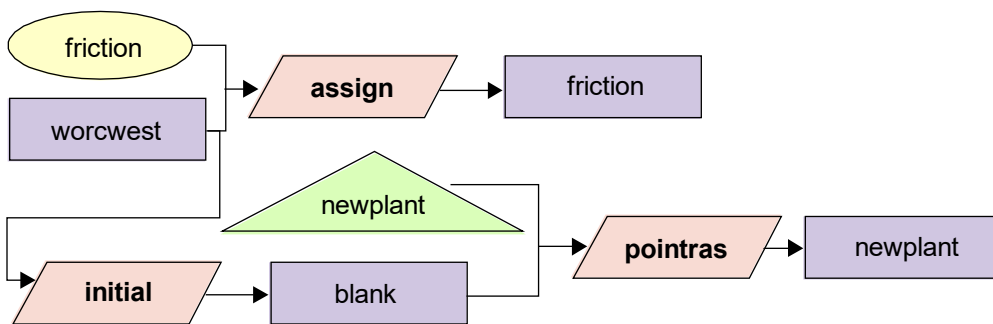 friction
worcwest
assign
friction
newplant
initial
blank
pointras
newplant